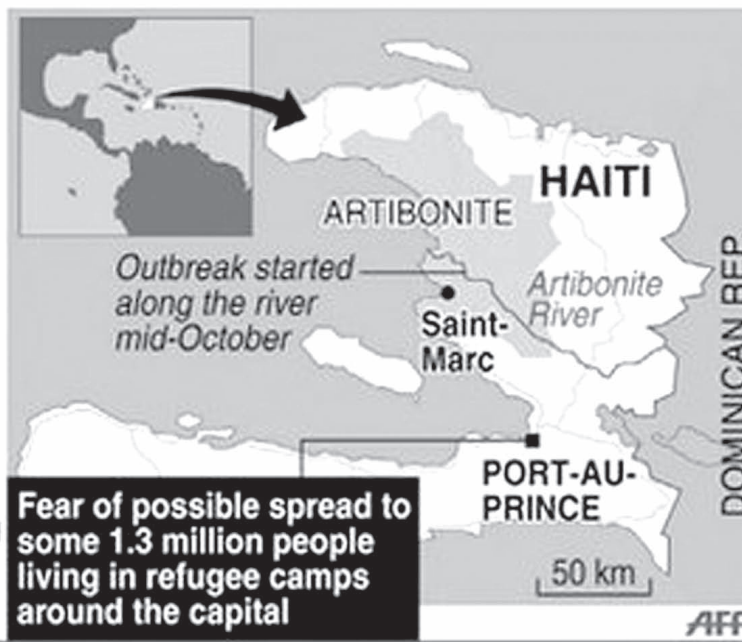 HAITI
ARTIBONITE
Outbreak started
along the river
mid-October
Artibonite
River
Saint-
Marc
DOMINICAN REP
PORT-AU-
PRINCE
Fear of possible spread to
some 1.3 million people
living in refugee camps
around the capital
50 km
AFP